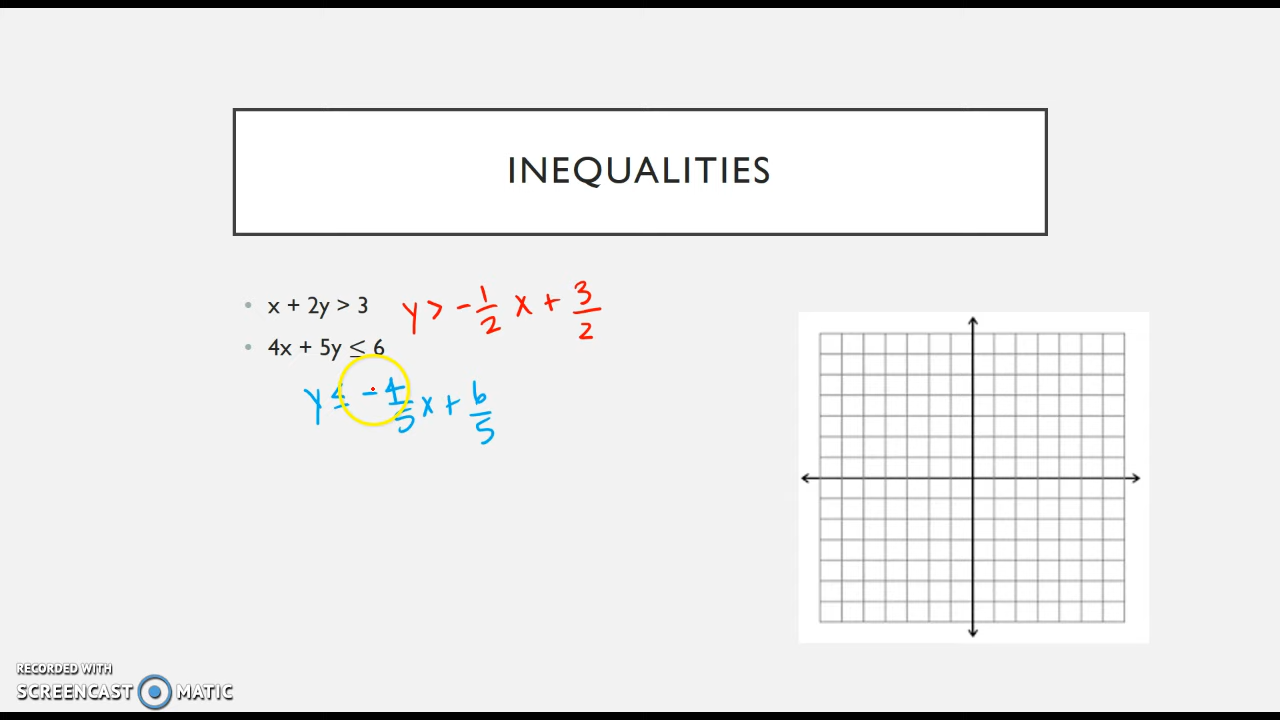 INEQUALITIES
• x + 2y > 3 y > -1/2 x + 3/2
• 4x + 5y ≤ 6
y ≤ -4/5 x + 6/5
RECORDED WITH
SCREENCAST MATIC